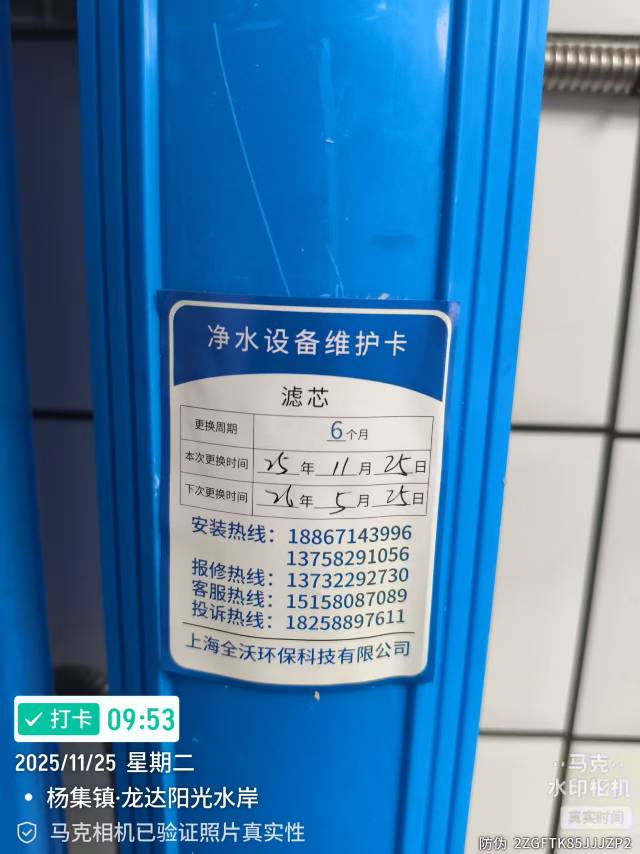 净水设备维护卡
滤芯
更换周期 6个月
本次更换时间 25年11月25日
下次更换时间 26年5月25日
安装热线：18867143996
13758291056
报修热线：13732292730
客服热线：15158087089
投诉热线：18258897611
上海全沃环保科技有限公司
打卡 09:53
2025/11/25 星期二
杨集镇·龙达阳光水岸
马克相机已验证照片真实性
马克
水印相机
真实时间
防伪 2ZGFTK85JJJZP2